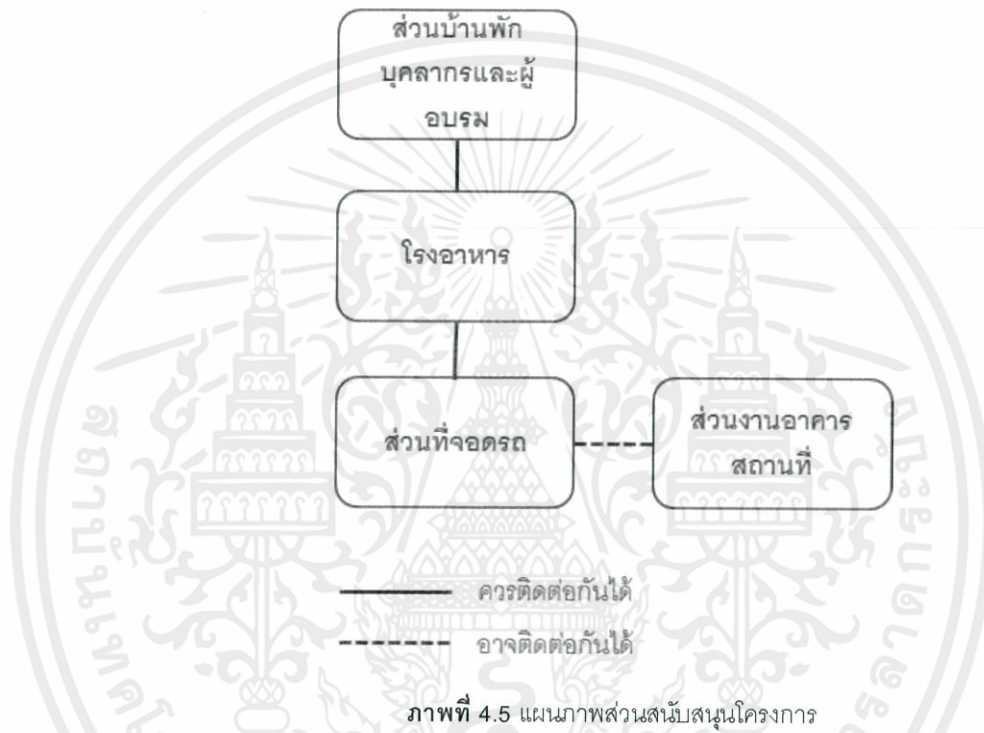 ส่วนบ้านพัก
บุคลากรและผู้
อบรม
โรงอาหาร
ส่วนที่จอดรถ
ส่วนงานอาคาร
สถานที่
ควรติดต่อกันได้
อาจติดต่อกันได้
ภาพที่ 4.5 แผนภาพส่วนสนับสนุนโครงการ